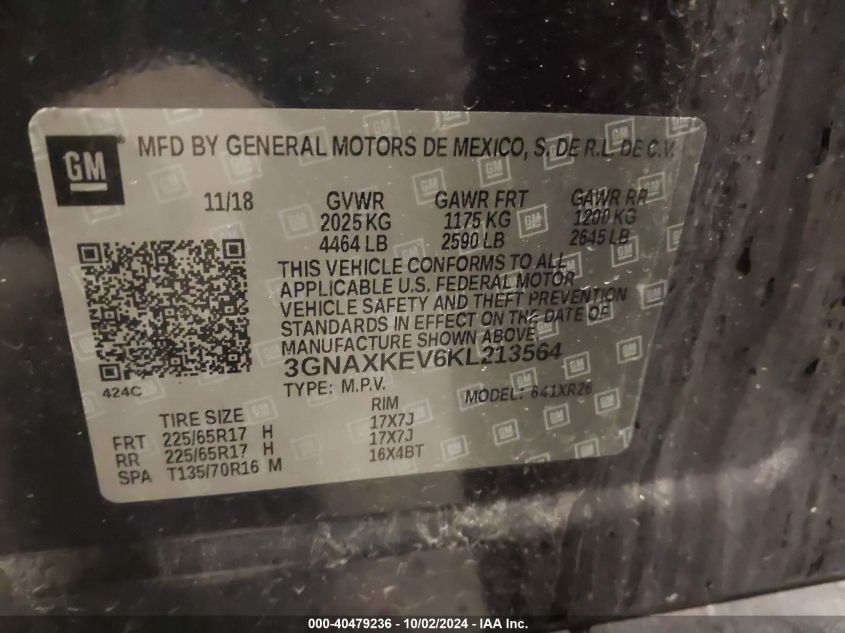 GM
MFD BY GENERAL MOTORS DE MEXICO, S. DE R.L. DE C.V.
11/18 GVWR GAWR FRT GAWR RR
2025 KG 1175 KG 1200 KG
4464 LB 2590 LB 2645 LB
THIS VEHICLE CONFORMS TO ALL
APPLICABLE U.S. FEDERAL MOTOR
VEHICLE SAFETY AND THEFT PREVENTION
STANDARDS IN EFFECT ON THE DATE OF
MANUFACTURE SHOWN ABOVE
3GNAXKEV6KL213564
424C
TYPE: M.P.V. MODEL: 641XR26
TIRE SIZE RIM
FRT 225/65R17 H 17X7J
RR 225/65R17 H 17X7J
SPA T135/70R16 M 16X4BT
000-40479236 - 10/02/2024 - IAA Inc.